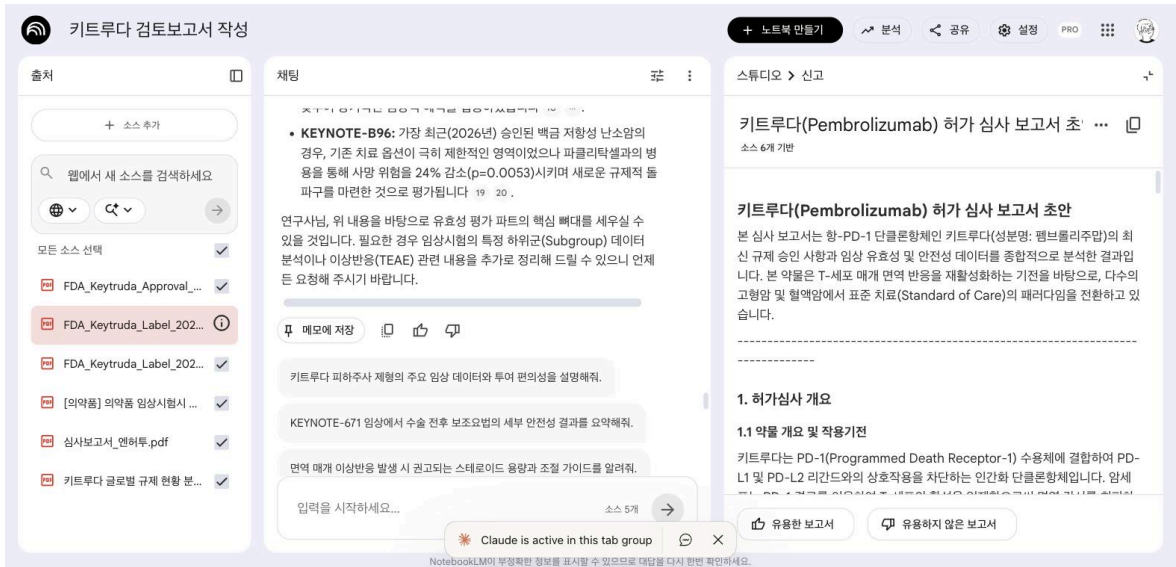 키트루다 검토보고서 작성
+ 노트북 만들기
분석
공유
설정
PRO
출처
+ 소스 추가
웹에서 새 소스를 검색하세요
모든 소스 선택
FDA_Keytruda_Approval_...
FDA_Keytruda_Label_202...
FDA_Keytruda_Label_202...
[의약품] 의약품 임상시험시 ...
심사보고서_엔허투.pdf
키트루다 글로벌 규제 현황 분...
채팅
• KEYNOTE-B96: 가장 최근(2026년) 승인된 백금 저항성 난소암의
경우, 기존 치료 옵션이 극히 제한적인 영역이었으나 파클리탁셀과의 병
용을 통해 사망 위험을 24% 감소(p=0.0053)시키며 새로운 규제적 돌
파구를 마련한 것으로 평가됩니다 19 20 .
연구사님, 위 내용을 바탕으로 유효성 평가 파트의 핵심 뼈대를 세우실 수
있을 것입니다. 필요한 경우 임상시험의 특정 하위군(Subgroup) 데이터
분석이나 이상반응(TEAE) 관련 내용을 추가로 정리해 드릴 수 있으니 언제
든 요청해 주시기 바랍니다.
메모에 저장
키트루다 피하주사 제형의 주요 임상 데이터와 투여 편의성을 설명해줘.
KEYNOTE-671 임상에서 수술 전후 보조요법의 세부 안전성 결과를 요약해줘.
면역 매개 이상반응 발생 시 권고되는 스테로이드 용량과 조절 가이드를 알려줘.
입력을 시작하세요...
소스 5개
Claude is active in this tab group
NotebookLM이 부정확한 정보를 표시할 수 있으므로 대답을 다시 한번 확인하세요.
스튜디오 > 신고
키트루다(Pembrolizumab) 허가 심사 보고서 초
소스 6개 기반
키트루다(Pembrolizumab) 허가 심사 보고서 초안
본 심사 보고서는 항-PD-1 단클론항체인 키트루다(성분명: 펨브롤리주맙)의 최
신 규제 승인 사항과 임상 유효성 및 안전성 데이터를 종합적으로 분석한 결과입
니다. 본 약물은 T-세포 매개 면역 반응을 재활성화하는 기전을 바탕으로, 다수의
고형암 및 혈액암에서 표준 치료(Standard of Care)의 패러다임을 전환하고 있
습니다.
1. 허가심사 개요
1.1 약물 개요 및 작용기전
키트루다는 PD-1(Programmed Death Receptor-1) 수용체에 결합하여 PD-
L1 및 PD-L2 리간드와의 상호작용을 차단하는 인간화 단클론항체입니다. 암세
유용한 보고서
유용하지 않은 보고서